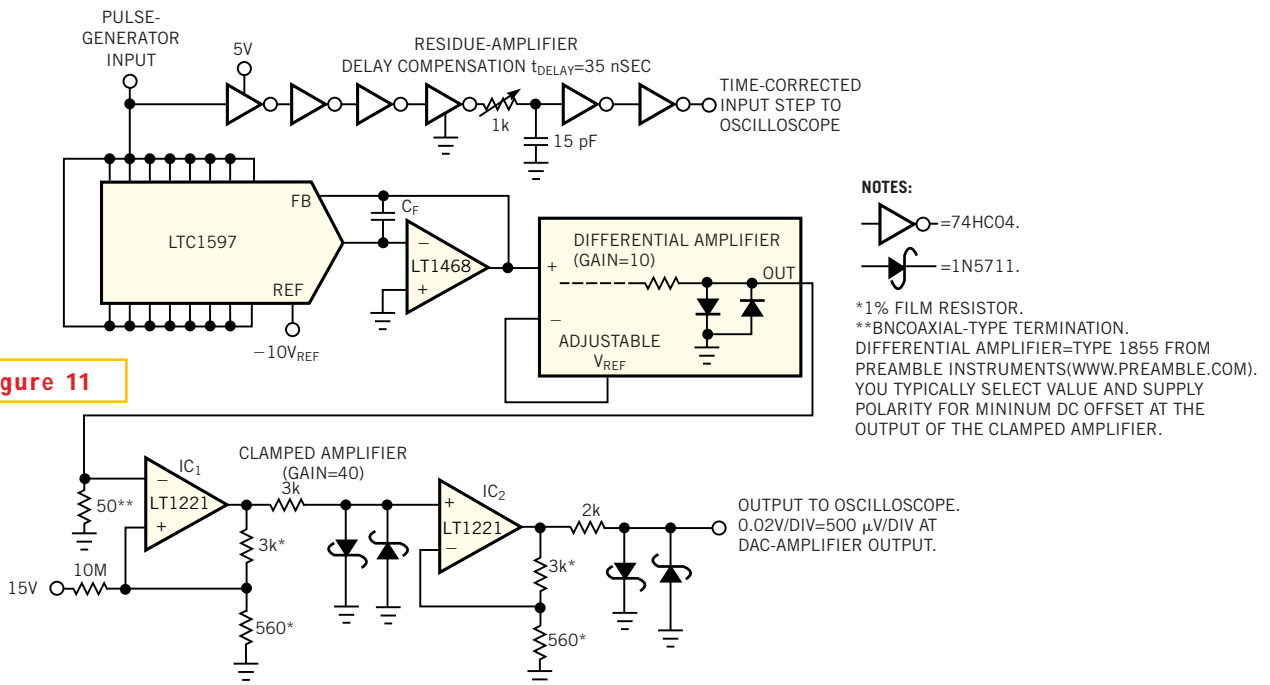 PULSE-
GENERATOR
INPUT
5V
RESIDUE-AMPLIFIER
DELAY COMPENSATION tDELAY=35 nSEC
1k
15 pF
TIME-CORRECTED
INPUT STEP TO
OSCILLOSCOPE
LTC1597
FB
REF
−10VREF
CF
−
LT1468
+
+
−
DIFFERENTIAL AMPLIFIER
(GAIN=10)
OUT
ADJUSTABLE
VREF
NOTES:
=74HC04.
=1N5711.
*1% FILM RESISTOR.
**BNCOAXIAL-TYPE TERMINATION.
DIFFERENTIAL AMPLIFIER=TYPE 1855 FROM
PREAMBLE INSTRUMENTS(WWW.PREAMBLE.COM).
YOU TYPICALLY SELECT VALUE AND SUPPLY
POLARITY FOR MININUM DC OFFSET AT THE
OUTPUT OF THE CLAMPED AMPLIFIER.
gure 11
50**
−
IC1
LT1221
+
15V
10M
3k*
560*
CLAMPED AMPLIFIER
(GAIN=40)
3k
+
IC2
LT1221
−
2k
3k*
560*
OUTPUT TO OSCILLOSCOPE.
0.02V/DIV=500 µV/DIV AT
DAC-AMPLIFIER OUTPUT.